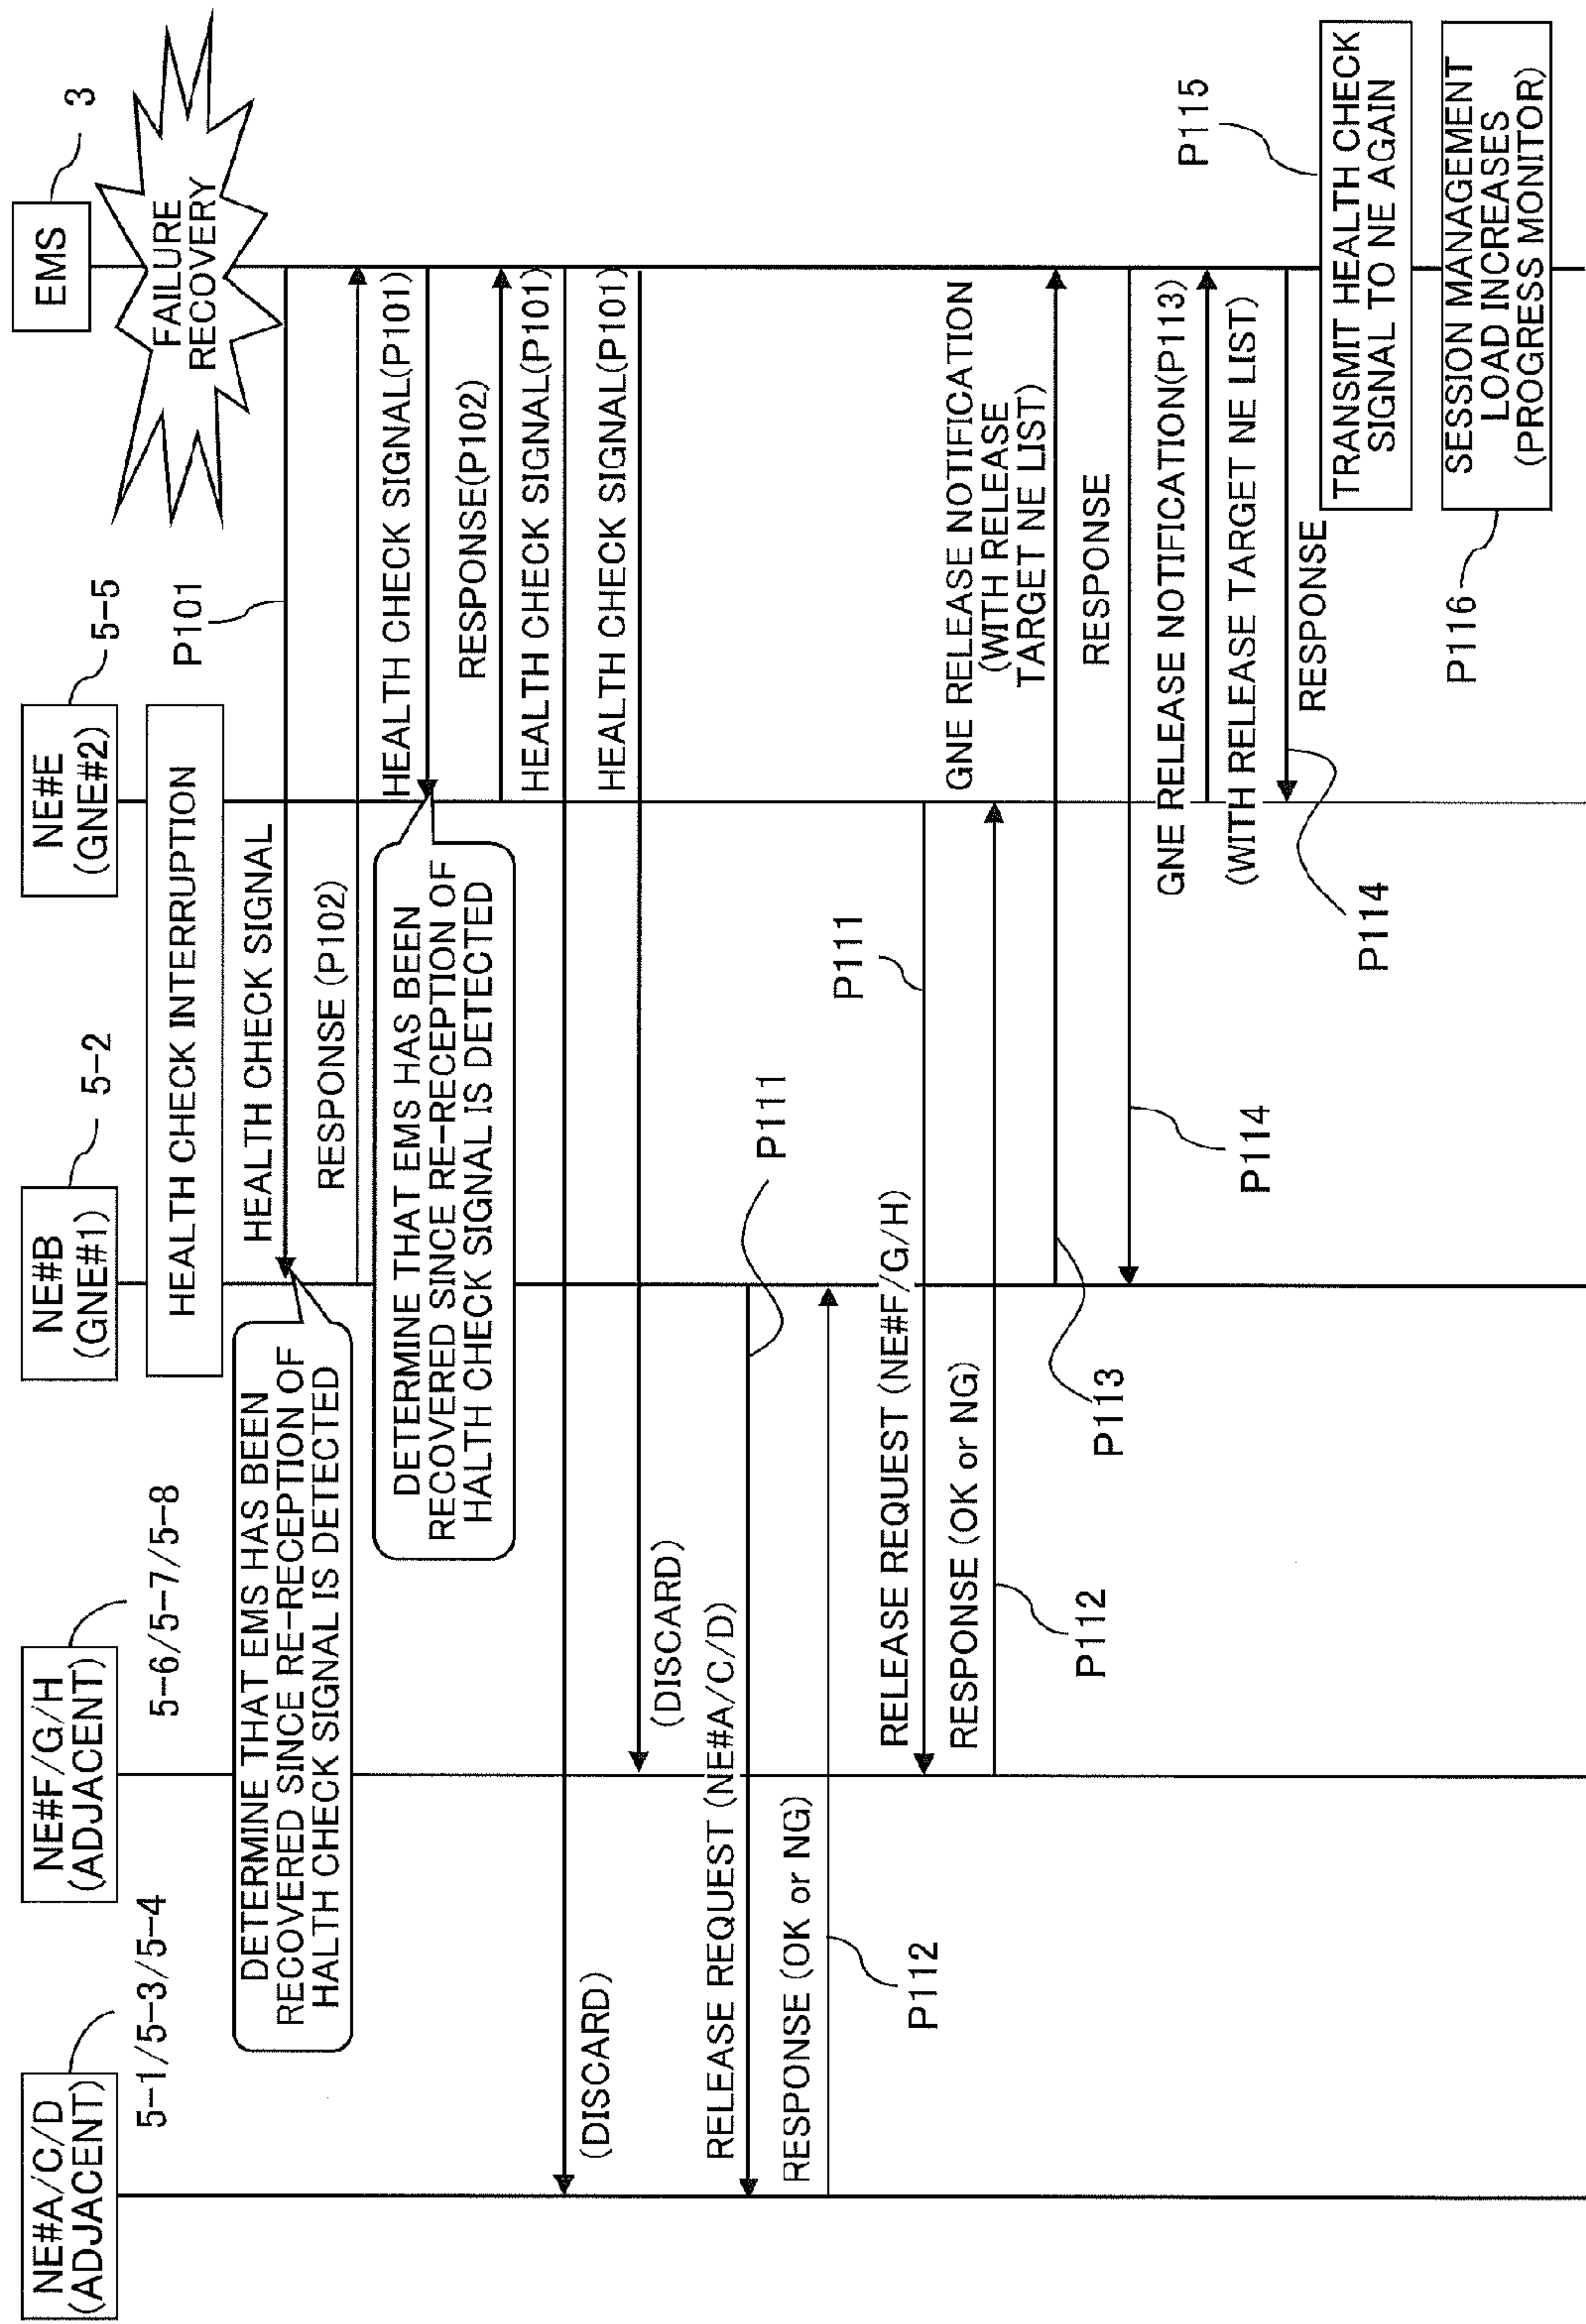 NE#A/C/D
(ADJACENT)
5-1/5-3/5-4
NE#F/G/H
(ADJACENT)
5-6/5-7/5-8
NE#B
(GNE#1)
5-2
NE#E
(GNE#2)
5-5
EMS
3
FAILURE
RECOVERY
HEALTH CHECK INTERRUPTION
P101
HEALTH CHECK SIGNAL
DETERMINE THAT EMS HAS BEEN
RECOVERED SINCE RE-RECEPTION OF
HALTH CHECK SIGNAL IS DETECTED
RESPONSE (P102)
HEALTH CHECK SIGNAL(P101)
DETERMINE THAT EMS HAS BEEN
RECOVERED SINCE RE-RECEPTION OF
HALTH CHECK SIGNAL IS DETECTED
RESPONSE(P102)
HEALTH CHECK SIGNAL(P101)
(DISCARD)
HEALTH CHECK SIGNAL(P101)
(DISCARD)
RELEASE REQUEST (NE#A/C/D)
P111
RESPONSE (OK or NG)
P112
RELEASE REQUEST (NE#F/G/H)
P111
RESPONSE (OK or NG)
P112
GNE RELEASE NOTIFICATION
(WITH RELEASE
TARGET NE LIST)
P113
RESPONSE
P114
GNE RELEASE NOTIFICATION(P113)
(WITH RELEASE TARGET NE LIST)
RESPONSE
P114
P115
TRANSMIT HEALTH CHECK
SIGNAL TO NE AGAIN
P116
SESSION MANAGEMENT
LOAD INCREASES
(PROGRESS MONITOR)